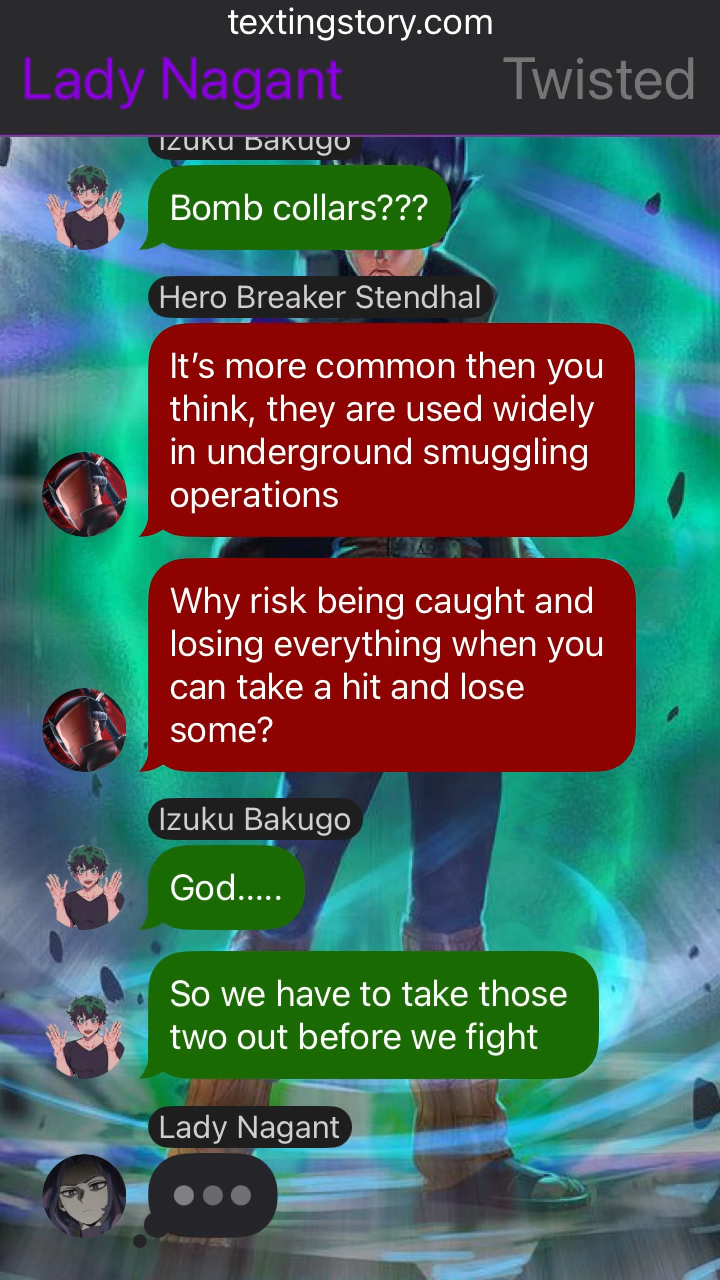 textingstory.com
Lady Nagant Twisted
Izuku Bakugo
Bomb collars???
Hero Breaker Stendhal
It’s more common then you
think, they are used widely
in underground smuggling
operations
Why risk being caught and
losing everything when you
can take a hit and lose
some?
Izuku Bakugo
God.....
So we have to take those
two out before we fight
Lady Nagant